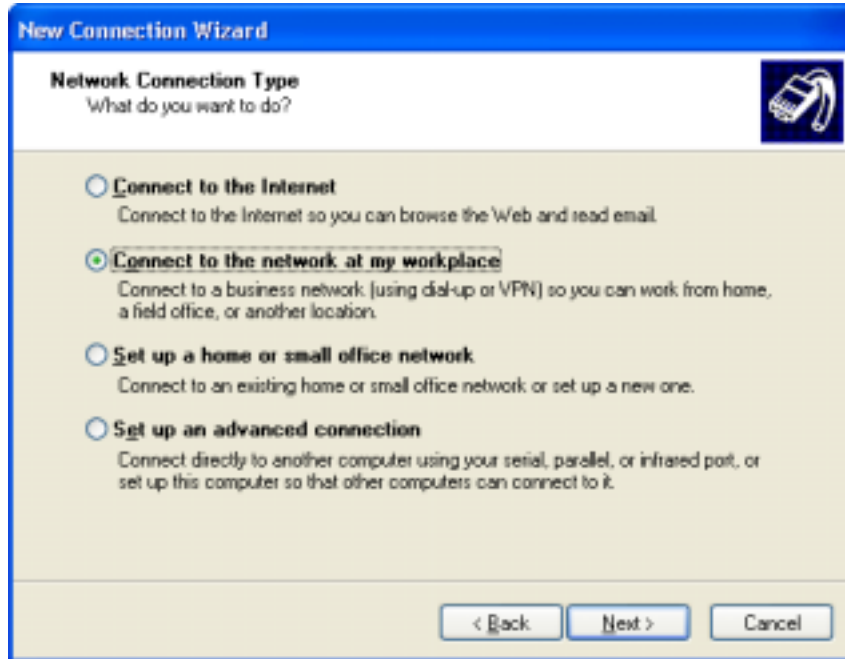 New Connection Wizard
Network Connection Type
What do you want to do?
Connect to the Internet
Connect to the Internet so you can browse the Web and read email.
Connect to the network at my workplace
Connect to a business network (using dial-up or VPN) so you can work from home,
a field office, or another location.
Set up a home or small office network
Connect to an existing home or small office network or set up a new one.
Set up an advanced connection
Connect directly to another computer using your serial, parallel, or infrared port, or
set up this computer so that other computers can connect to it.
< Back Next > Cancel